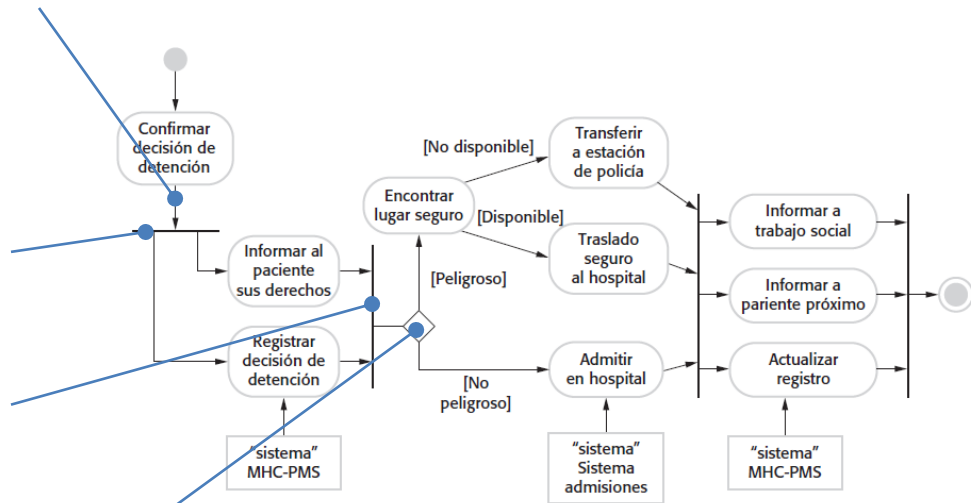 Confirmar
decisión de
detención
Informar al
paciente
sus derechos
Registrar
decisión de
detención
“sistema”
MHC-PMS
Encontrar
lugar seguro
[Peligroso]
[No
peligroso]
[No disponible]
[Disponible]
Transferir
a estación
de policía
Traslado
seguro
al hospital
Admitir
en hospital
“sistema”
Sistema
admisiones
Informar a
trabajo social
Informar a
pariente próximo
Actualizar
registro
“sistema”
MHC-PMS